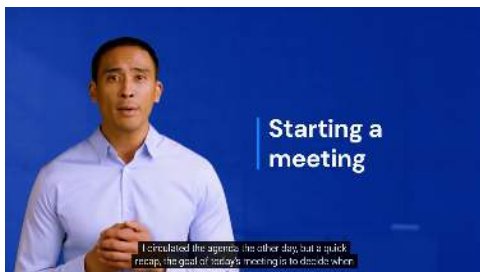 Starting a
meeting
I circulated the agenda the other day, but a quick
recap, the goal of today's meeting is to decide when